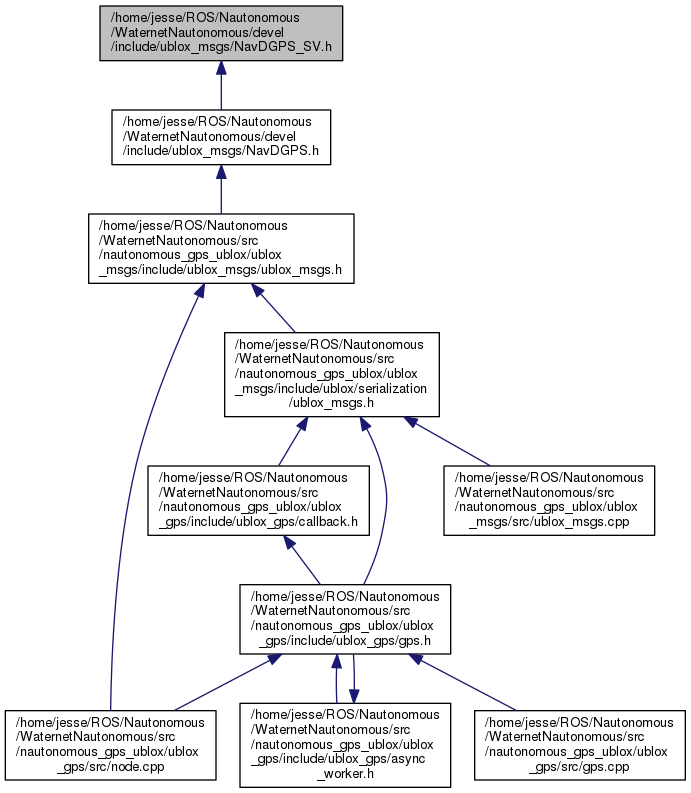 /home/jesse/ROS/Nautonomous
/WaternetNautonomous/devel
/include/ublox_msgs/NavDGPS_SV.h
/home/jesse/ROS/Nautonomous
/WaternetNautonomous/devel
/include/ublox_msgs/NavDGPS.h
/home/jesse/ROS/Nautonomous
/WaternetNautonomous/src
/nautonomous_gps_ublox/ublox
_msgs/include/ublox_msgs/ublox_msgs.h
/home/jesse/ROS/Nautonomous
/WaternetNautonomous/src
/nautonomous_gps_ublox/ublox
_msgs/include/ublox/serialization
/ublox_msgs.h
/home/jesse/ROS/Nautonomous
/WaternetNautonomous/src
/nautonomous_gps_ublox/ublox
_gps/include/ublox_gps/callback.h
/home/jesse/ROS/Nautonomous
/WaternetNautonomous/src
/nautonomous_gps_ublox/ublox
_msgs/src/ublox_msgs.cpp
/home/jesse/ROS/Nautonomous
/WaternetNautonomous/src
/nautonomous_gps_ublox/ublox
_gps/include/ublox_gps/gps.h
/home/jesse/ROS/Nautonomous
/WaternetNautonomous/src
/nautonomous_gps_ublox/ublox
_gps/src/node.cpp
/home/jesse/ROS/Nautonomous
/WaternetNautonomous/src
/nautonomous_gps_ublox/ublox
_gps/include/ublox_gps/async
_worker.h
/home/jesse/ROS/Nautonomous
/WaternetNautonomous/src
/nautonomous_gps_ublox/ublox
_gps/src/gps.cpp